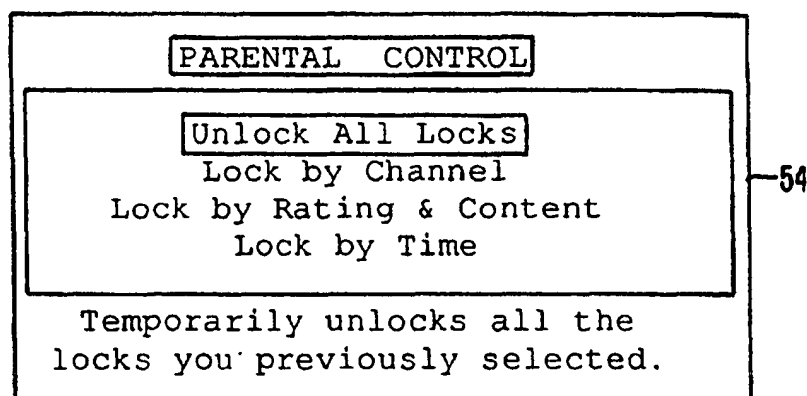 PARENTAL CONTROL
Unlock All Locks
Lock by Channel
Lock by Rating & Content
Lock by Time
54
Temporarily unlocks all the
locks you previously selected.